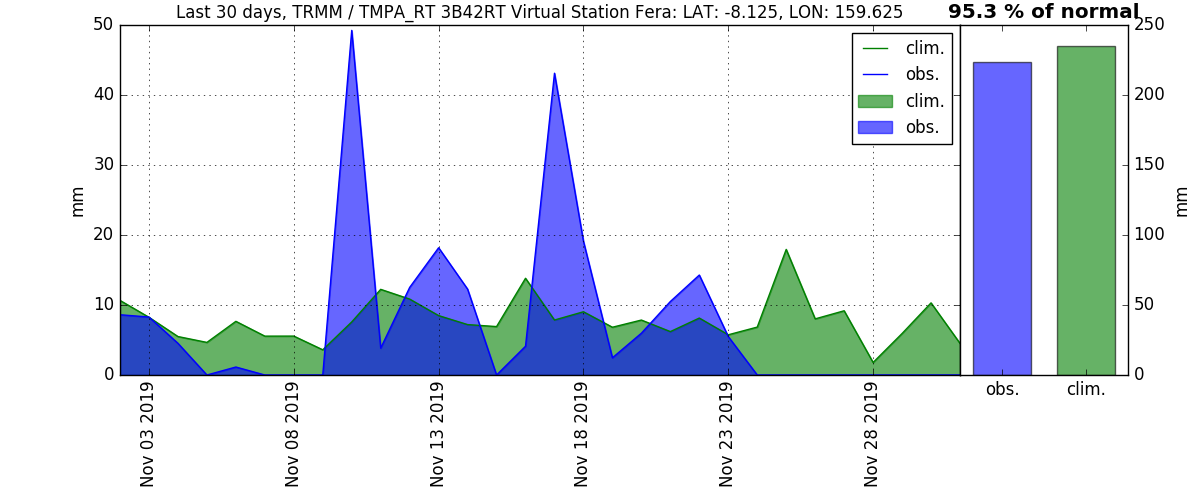 Last 30 days, TRMM / TMPA_RT 3B42RT Virtual Station Fera: LAT: -8.125, LON: 159.625
95.3 % of normal
50
40
30
20
10
0
mm
clim.
obs.
clim.
obs.
Nov 03 2019
Nov 08 2019
Nov 13 2019
Nov 18 2019
Nov 23 2019
Nov 28 2019
250
200
150
100
50
0
mm
obs.
clim.